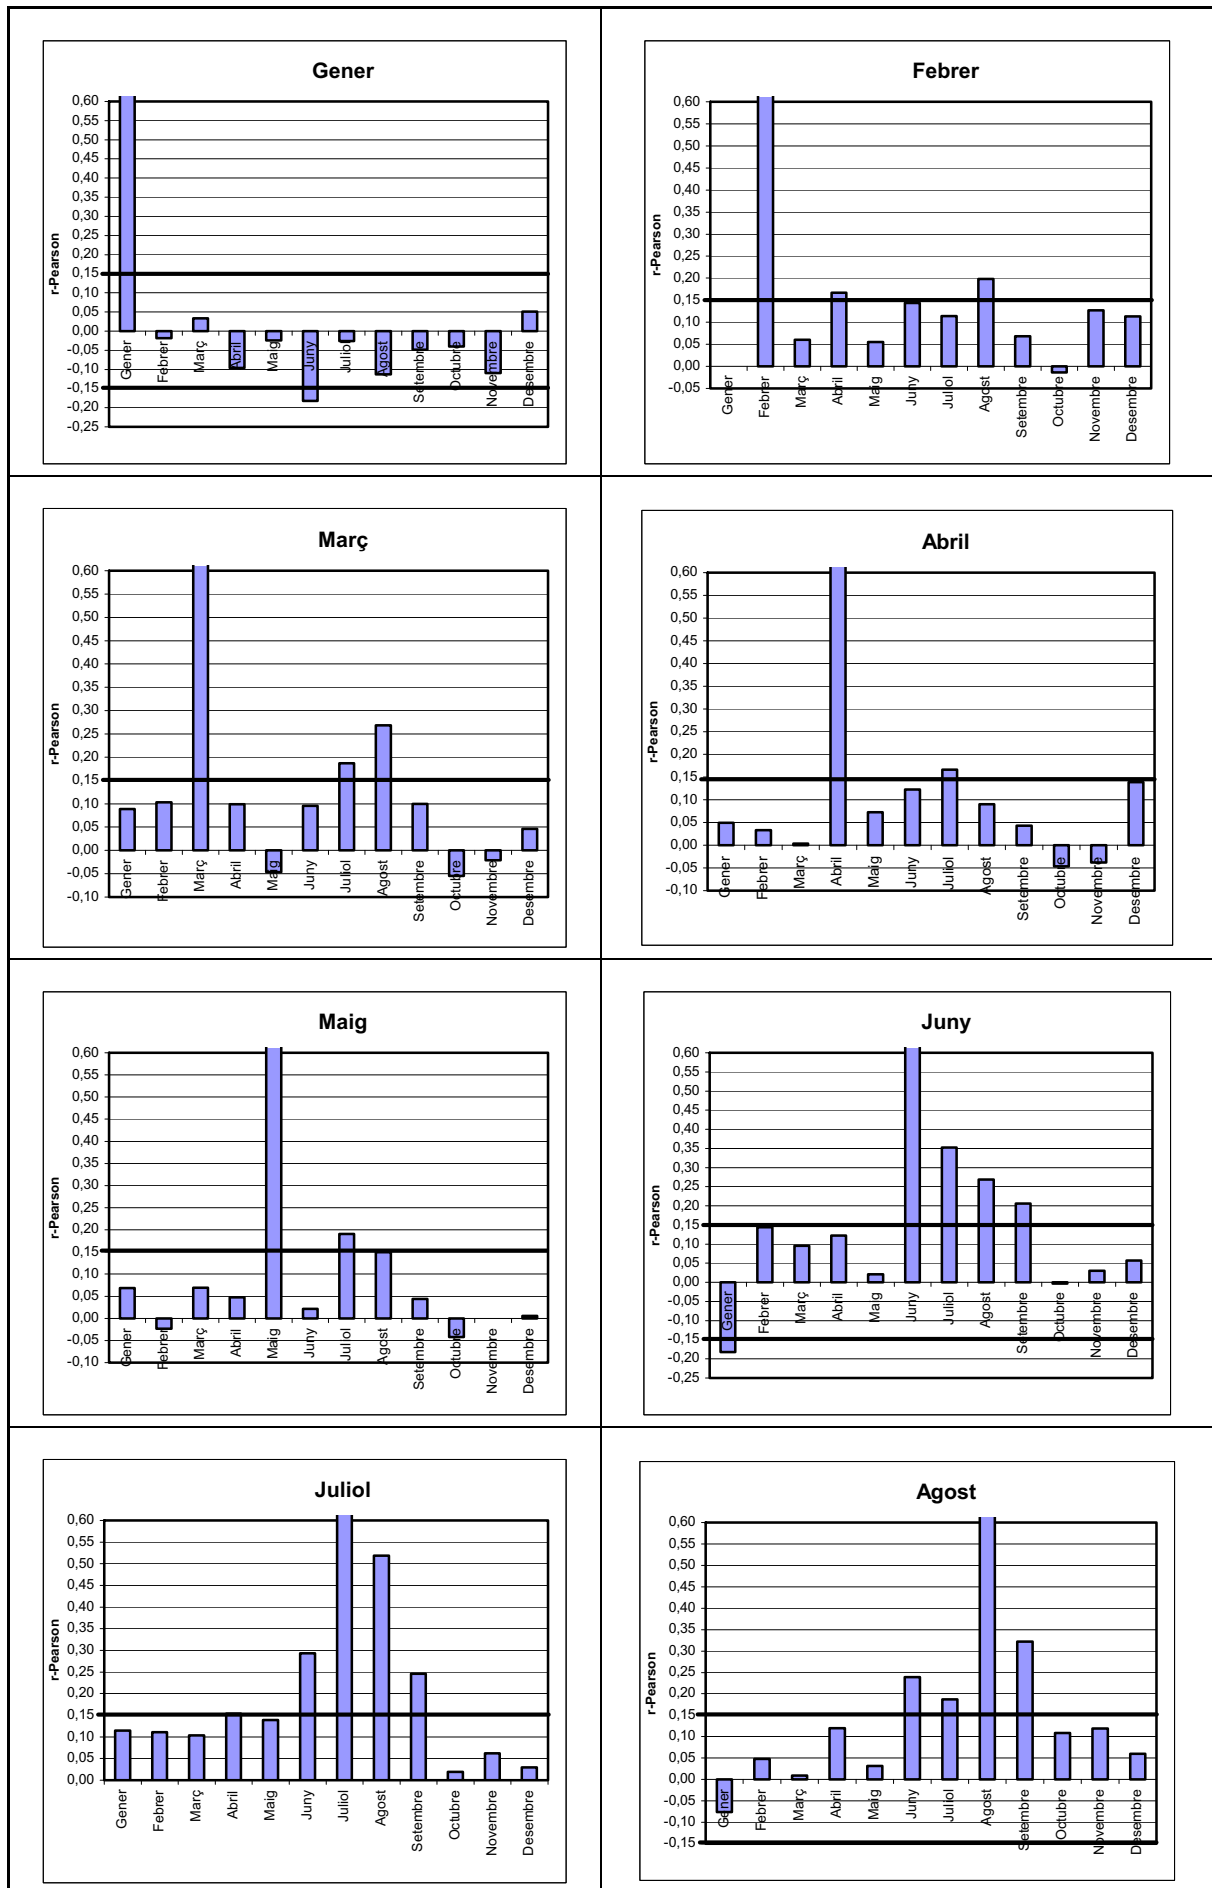 Gener
0,60
0,55
0,50
0,45
0,40
0,35
0,30
0,25
0,20
0,15
0,10
0,05
0,00
-0,05
-0,10
-0,15
-0,20
-0,25
r-Pearson
Gener
Febrer
Març
Abril
Maig
Juny
Juliol
Agost
Setembre
Octubre
Novembre
Desembre
Febrer
0,60
0,55
0,50
0,45
0,40
0,35
0,30
0,25
0,20
0,15
0,10
0,05
0,00
-0,05
r-Pearson
Gener
Febrer
Març
Abril
Maig
Juny
Juliol
Agost
Setembre
Octubre
Novembre
Desembre
Març
0,60
0,55
0,50
0,45
0,40
0,35
0,30
0,25
0,20
0,15
0,10
0,05
0,00
-0,05
-0,10
r-Pearson
Gener
Febrer
Març
Abril
Maig
Juny
Juliol
Agost
Setembre
Octubre
Novembre
Desembre
Abril
0,60
0,55
0,50
0,45
0,40
0,35
0,30
0,25
0,20
0,15
0,10
0,05
0,00
-0,05
-0,10
r-Pearson
Gener
Febrer
Març
Abril
Maig
Juny
Juliol
Agost
Setembre
Octubre
Novembre
Desembre
Maig
0,60
0,55
0,50
0,45
0,40
0,35
0,30
0,25
0,20
0,15
0,10
0,05
0,00
-0,05
-0,10
r-Pearson
Gener
Febrer
Març
Abril
Maig
Juny
Juliol
Agost
Setembre
Octubre
Novembre
Desembre
Juny
0,60
0,55
0,50
0,45
0,40
0,35
0,30
0,25
0,20
0,15
0,10
0,05
0,00
-0,05
-0,10
-0,15
-0,20
-0,25
r-Pearson
Gener
Febrer
Març
Abril
Maig
Juny
Juliol
Agost
Setembre
Octubre
Novembre
Desembre
Juliol
0,60
0,55
0,50
0,45
0,40
0,35
0,30
0,25
0,20
0,15
0,10
0,05
0,00
r-Pearson
Gener
Febrer
Març
Abril
Maig
Juny
Juliol
Agost
Setembre
Octubre
Novembre
Desembre
Agost
0,60
0,55
0,50
0,45
0,40
0,35
0,30
0,25
0,20
0,15
0,10
0,05
0,00
-0,05
-0,10
-0,15
r-Pearson
Gener
Febrer
Març
Abril
Maig
Juny
Juliol
Agost
Setembre
Octubre
Novembre
Desembre